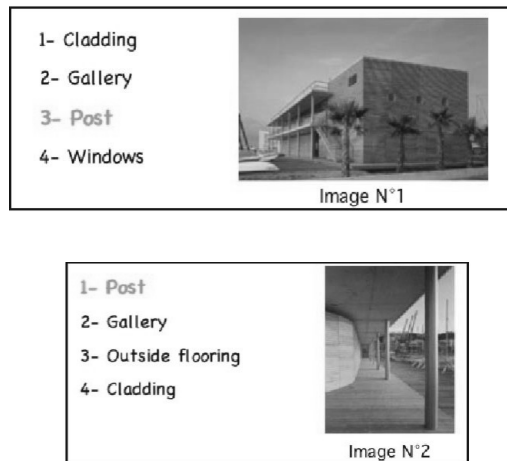 1- Cladding
2- Gallery
3- Post
4- Windows
Image N°1
1- Post
2- Gallery
3- Outside flooring
4- Cladding
Image N°2